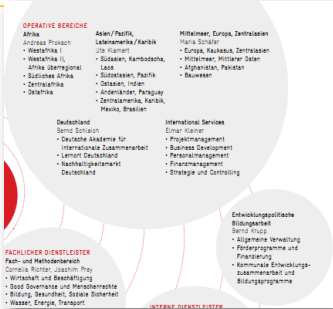 OPERATIVE BEREICHE
Afrika
Andreas Proksch
• Westafrika I
• Westafrika II,
Afrika überregional
• Südliches Afrika
• Zentralafrika
• Ostafrika
Asien/Pazifik,
Lateinamerika/Karibik
Ute Klamert
• Südasien, Kambodscha,
Laos
• Südostasien, Pazifik
• Ostasien, Indien
• Andenländer, Paraguay
• Zentralamerika, Karibik,
Mexiko, Brasilien
Mittelmeer, Europa, Zentralasien
Maria Schäfer
• Europa, Kaukasus, Zentralasien
• Mittelmeer, Mittlerer Osten
• Afghanistan, Pakistan
• Bauwesen
Deutschland
Bernd Schleich
• Deutsche Akademie für
Internationale Zusammenarbeit
• Lernort Deutschland
• Nachhaltigkeitsmarkt
Deutschland
International Services
Elmar Kleiner
• Projektmanagement
• Business Development
• Personalmanagement
• Finanzmanagement
• Strategie und Controlling
Entwicklungspolitische
Bildungsarbeit
Bernd Krupp
• Allgemeine Verwaltung
• Förderprogramme und
Finanzierung
• Kommunale Entwicklungs-
zusammenarbeit und
Bildungsprogramme
FACHLICHER DIENSTLEISTER
Fach- und Methodenbereich
Cornelia Richter, Joachim Prey
• Wirtschaft und Beschäftigung
• Good Governance und Menschenrechte
• Bildung, Gesundheit, Soziale Sicherheit
• Wasser, Energie, Transport
INTERNE DIENSTLEISTER